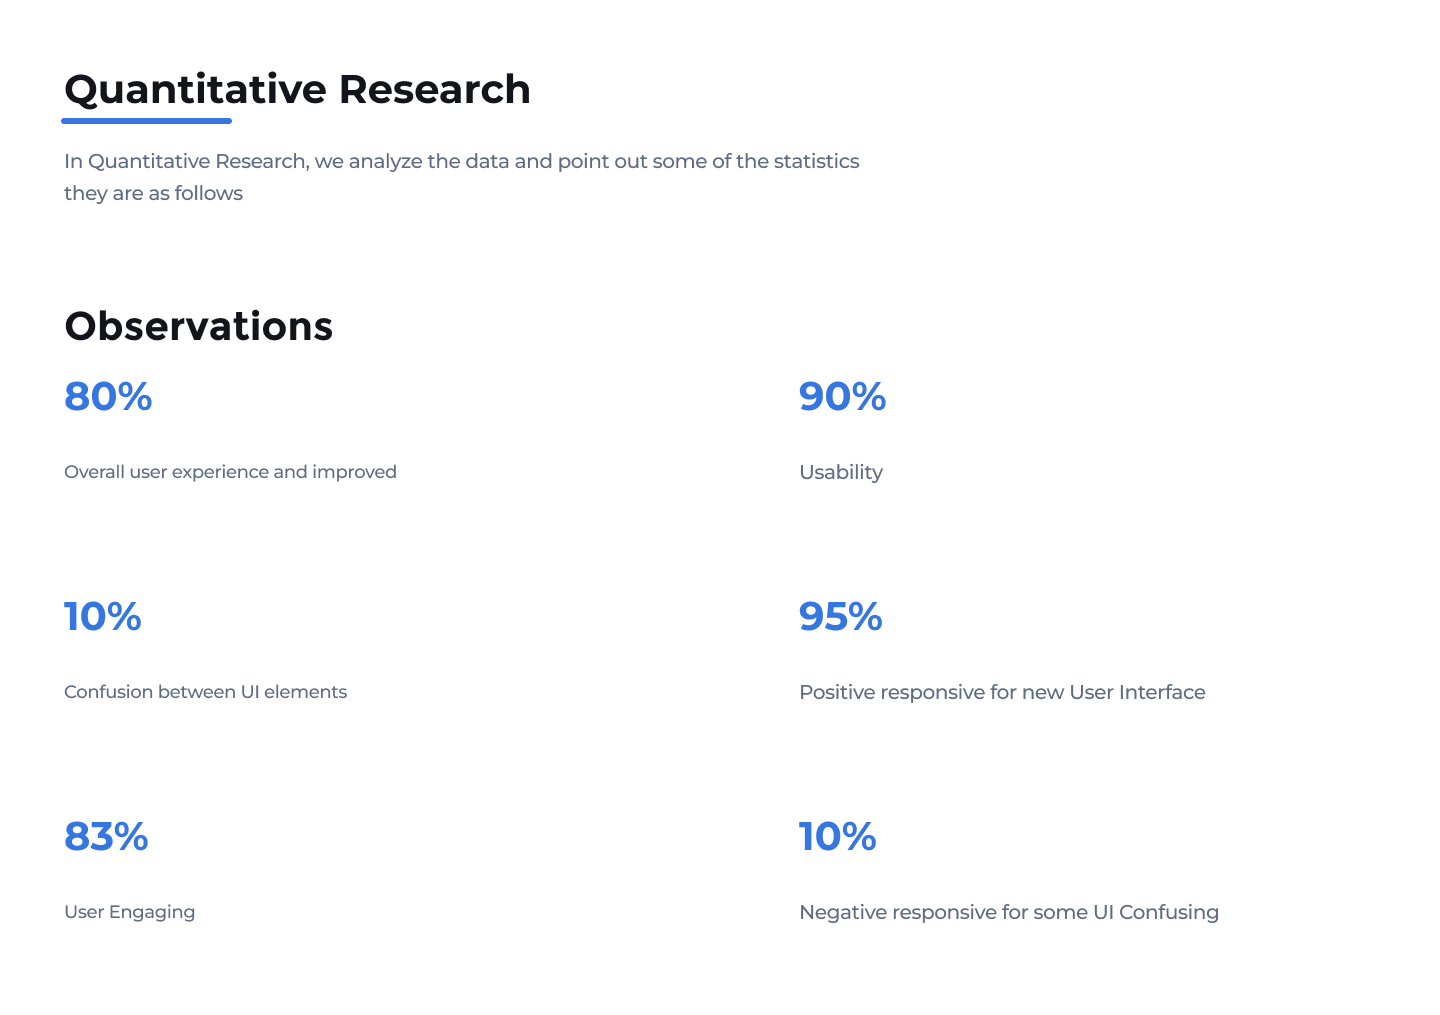 Quantitative Research
In Quantitative Research, we analyze the data and point out some of the statistics
they are as follows
Observations
80%
90%
Overall user experience and improved
Usability
10%
95%
Confusion between UI elements
Positive responsive for new User Interface
83%
10%
User Engaging
Negative responsive for some UI Confusing